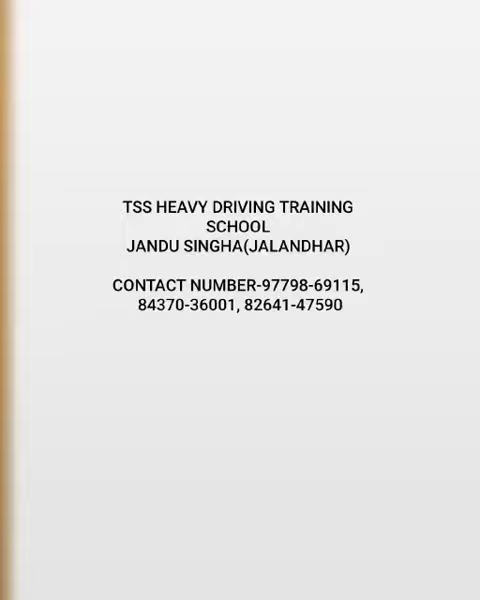 TSS HEAVY DRIVING TRAINING
SCHOOL
JANDU SINGHA(JALANDHAR)
CONTACT NUMBER-97798-69115,
84370-36001, 82641-47590